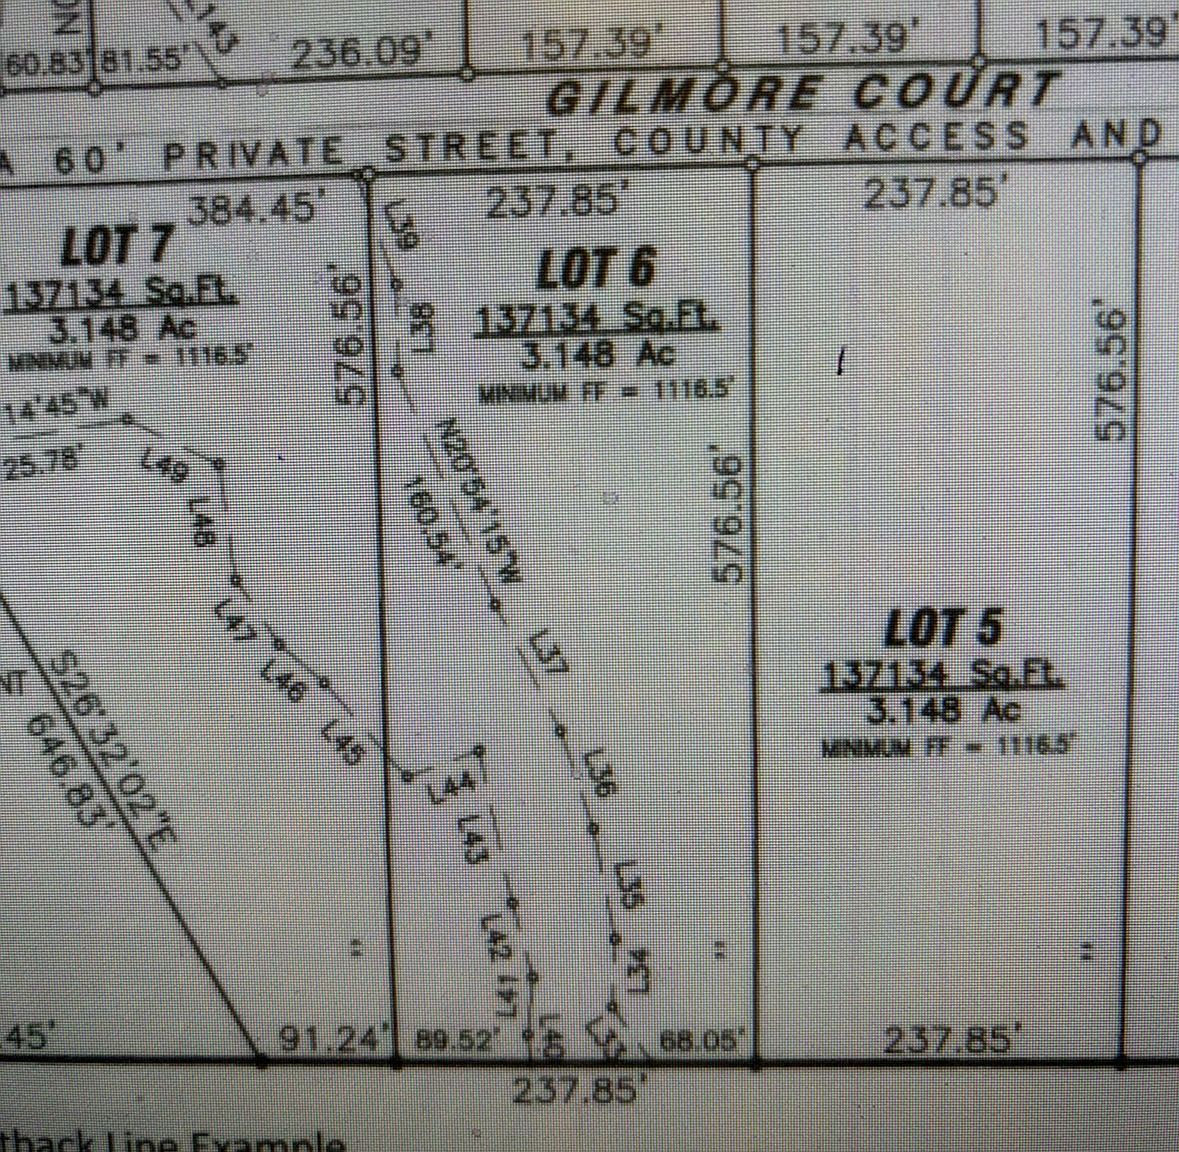 60.83'
81.55'
236.09'
157.39'
157.39'
157.39'
GILMORE COURT
A 60' PRIVATE STREET, COUNTY ACCESS AND
384.45'
237.85'
237.85'
LOT 7
137134 Sq.Ft.
3.148 Ac
MINIMUM FF = 1116.5'
576.56'
L39
L38
LOT 6
137134 Sq.Ft.
3.148 Ac
MINIMUM FF = 1116.5'
576.56'
576.56'
14'45"W
25.78'
L49
L48
L47
L46
L45
N20°54'15"W
160.54'
L37
L36
L35
L34
L44
L43
L42
L41
L40
LOT 5
137134 Sq.Ft.
3.148 Ac
MINIMUM FF = 1116.5'
NT
S26°32'02"E
646.83'
.45'
91.24'
89.52'
68.05'
237.85'
237.85'
tback Line Example